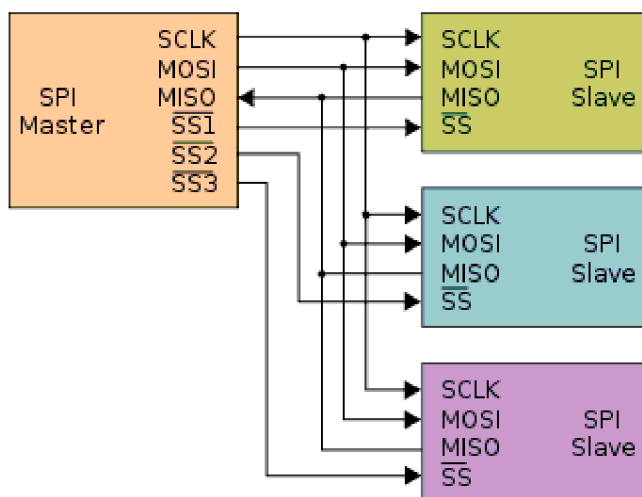 SPI
Master
SCLK
MOSI
MISO
SS1
SS2
SS3
SCLK
MOSI
MISO
SS
SPI
Slave
SCLK
MOSI
MISO
SS
SPI
Slave
SCLK
MOSI
MISO
SS
SPI
Slave